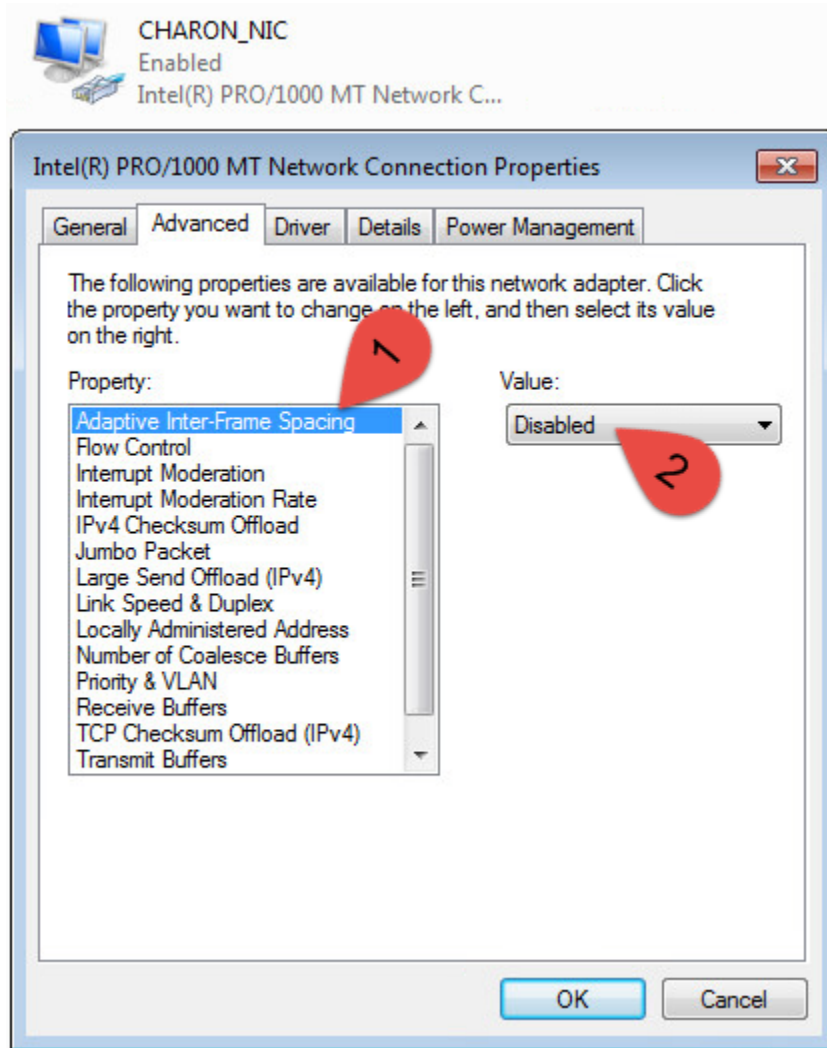 CHARON_NIC
Enabled
Intel(R) PRO/1000 MT Network C...
Intel(R) PRO/1000 MT Network Connection Properties
General Advanced Driver Details Power Management
The following properties are available for this network adapter. Click
the property you want to change on the left, and then select its value
on the right.
1
Property: Value:
Adaptive Inter-Frame Spacing Disabled
2
Flow Control
Interrupt Moderation
Interrupt Moderation Rate
IPv4 Checksum Offload
Jumbo Packet
Large Send Offload (IPv4)
Link Speed & Duplex
Locally Administered Address
Number of Coalesce Buffers
Priority & VLAN
Receive Buffers
TCP Checksum Offload (IPv4)
Transmit Buffers
OK Cancel